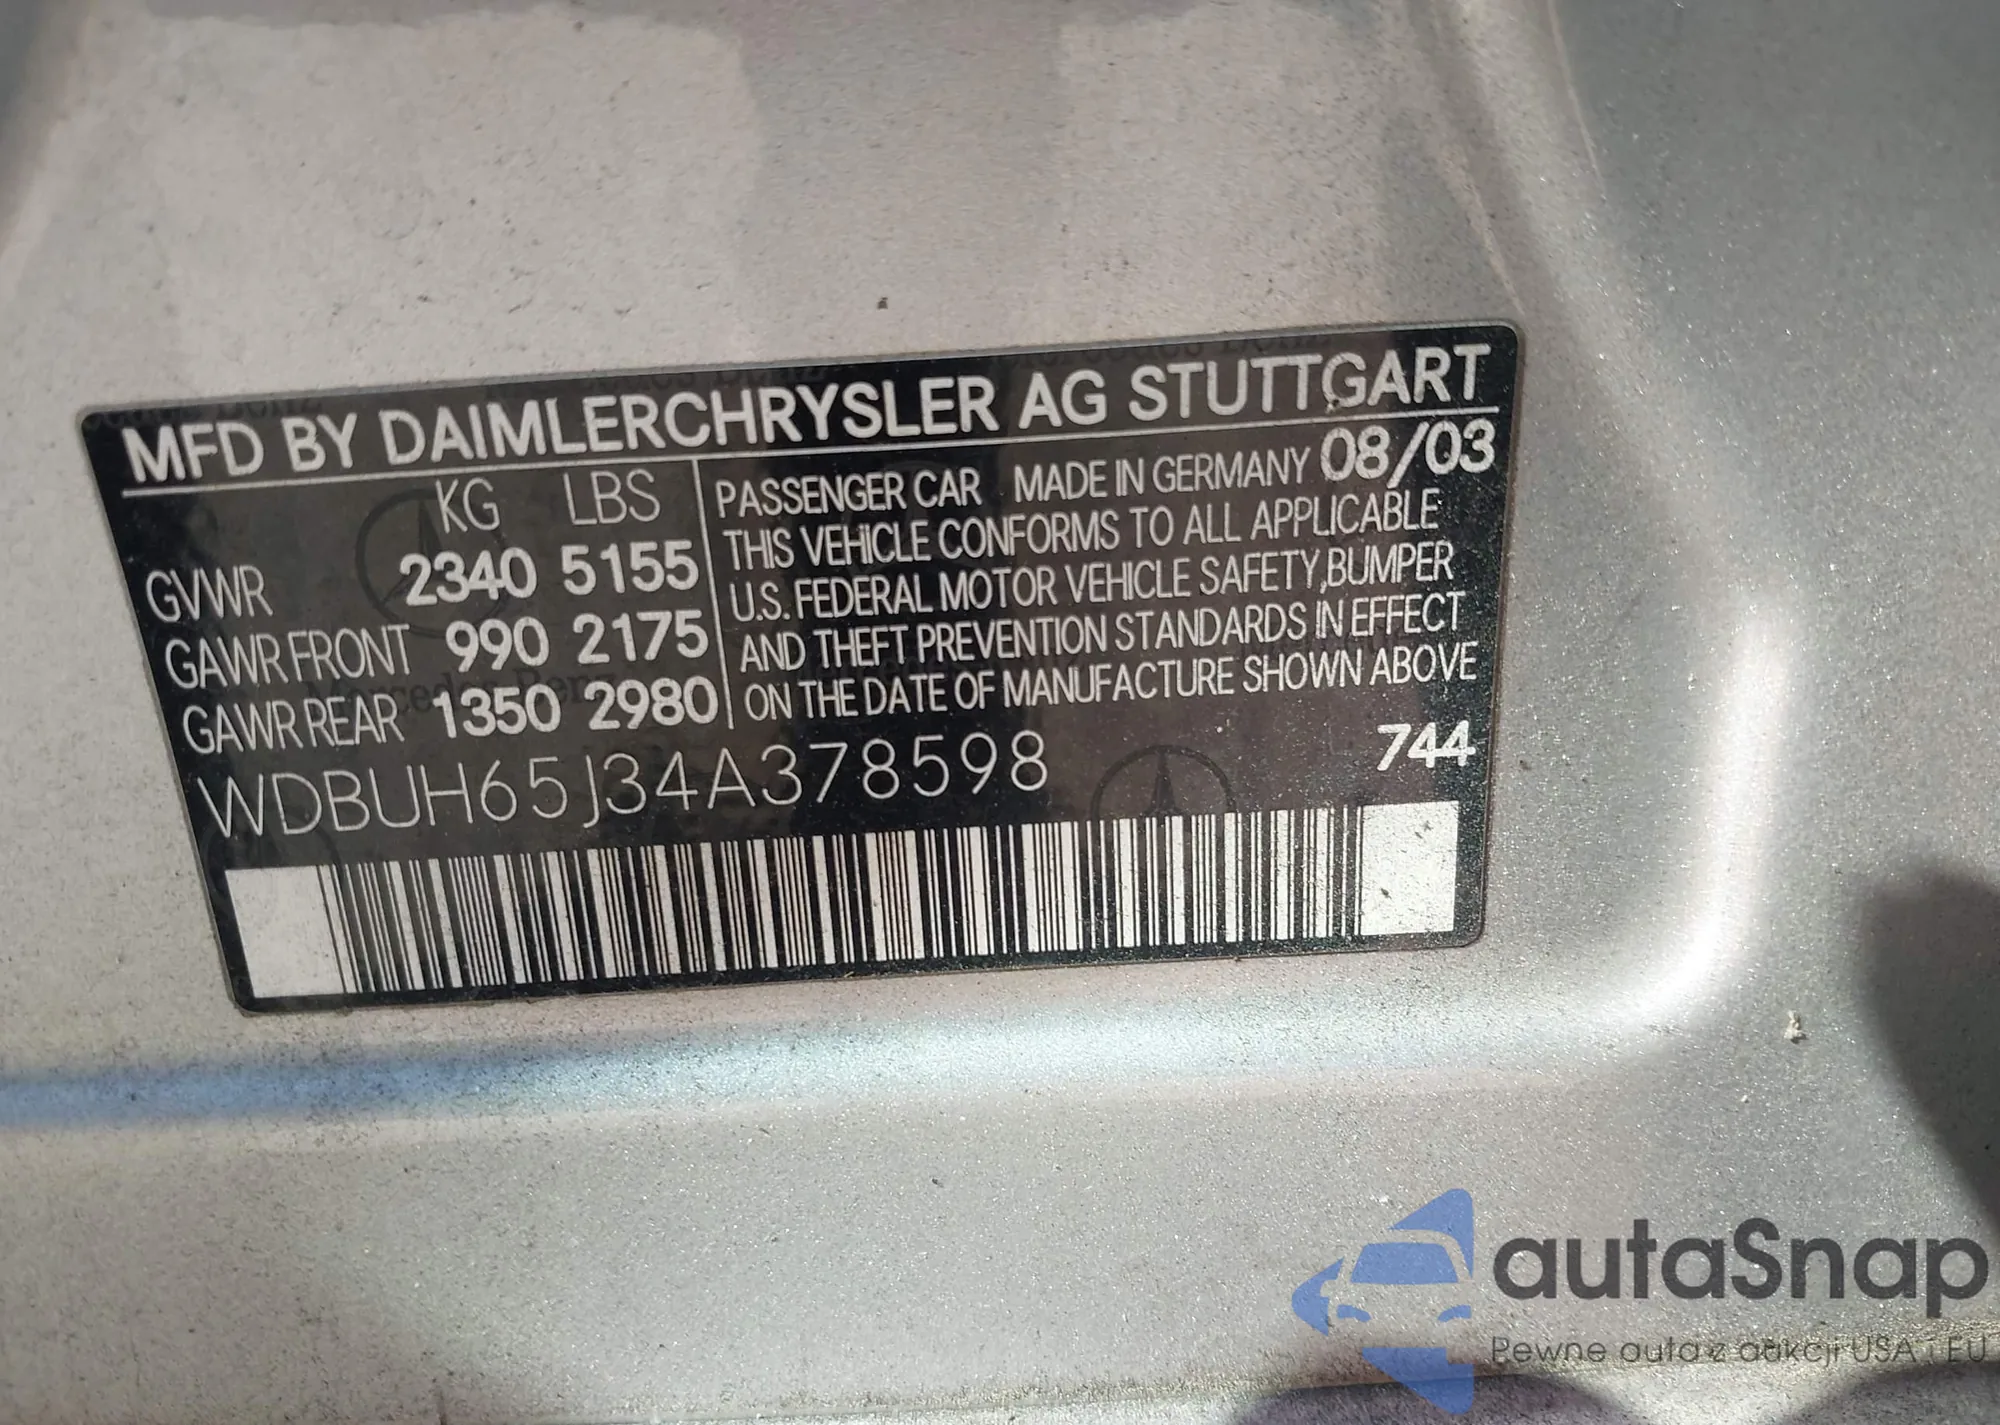 MFD BY DAIMLERCHRYSLER AG STUTTGART
KG LBS
GVWR 2340 5155
GAWR FRONT 990 2175
GAWR REAR 1350 2980
PASSENGER CAR MADE IN GERMANY 08/03
THIS VEHICLE CONFORMS TO ALL APPLICABLE
U.S. FEDERAL MOTOR VEHICLE SAFETY, BUMPER
AND THEFT PREVENTION STANDARDS IN EFFECT
ON THE DATE OF MANUFACTURE SHOWN ABOVE
WDBUH65J34A378598
744
autaSnap
Pewne auta z aukcji USA i EU